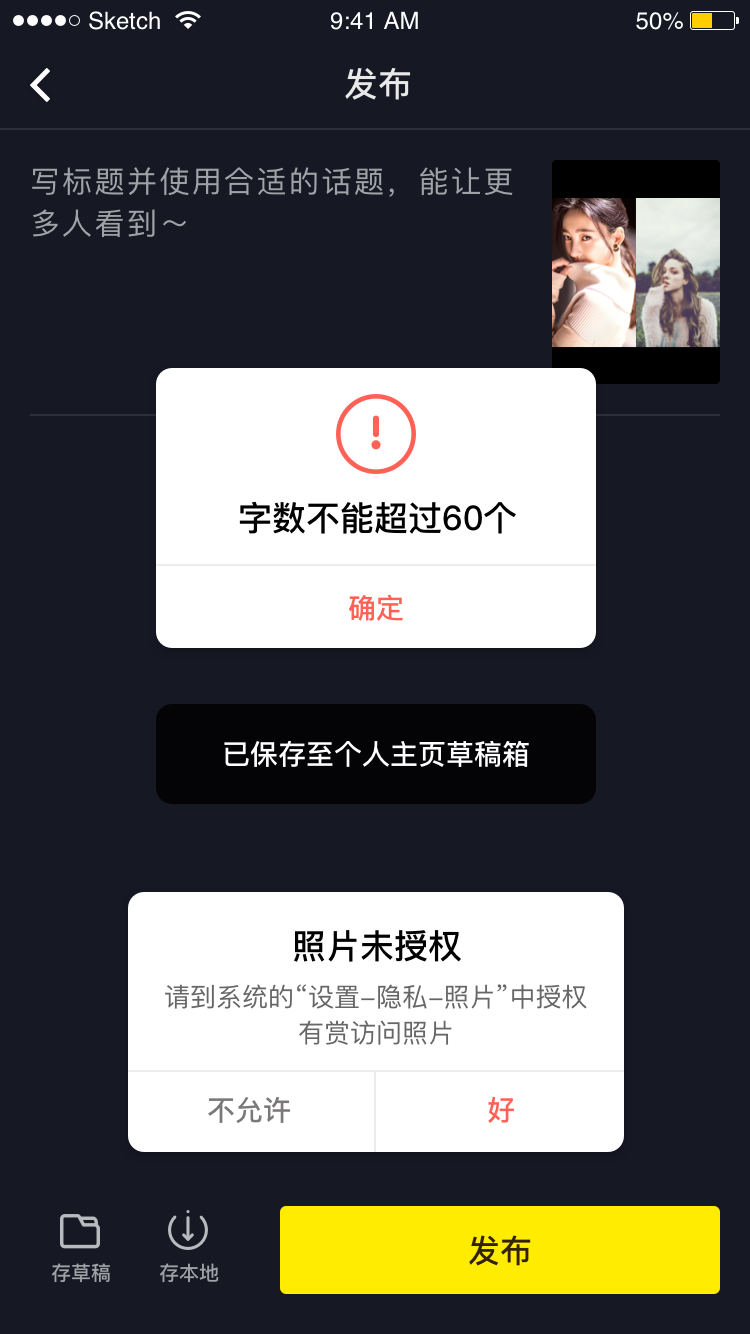 Sketch 9:41 AM 50%
发布
写标题并使用合适的话题，能让更
多人看到～
字数不能超过60个
确定
已保存至个人主页草稿箱
照片未授权
请到系统的“设置–隐私–照片”中授权
有赏访问照片
不允许 好
存草稿 存本地 发布